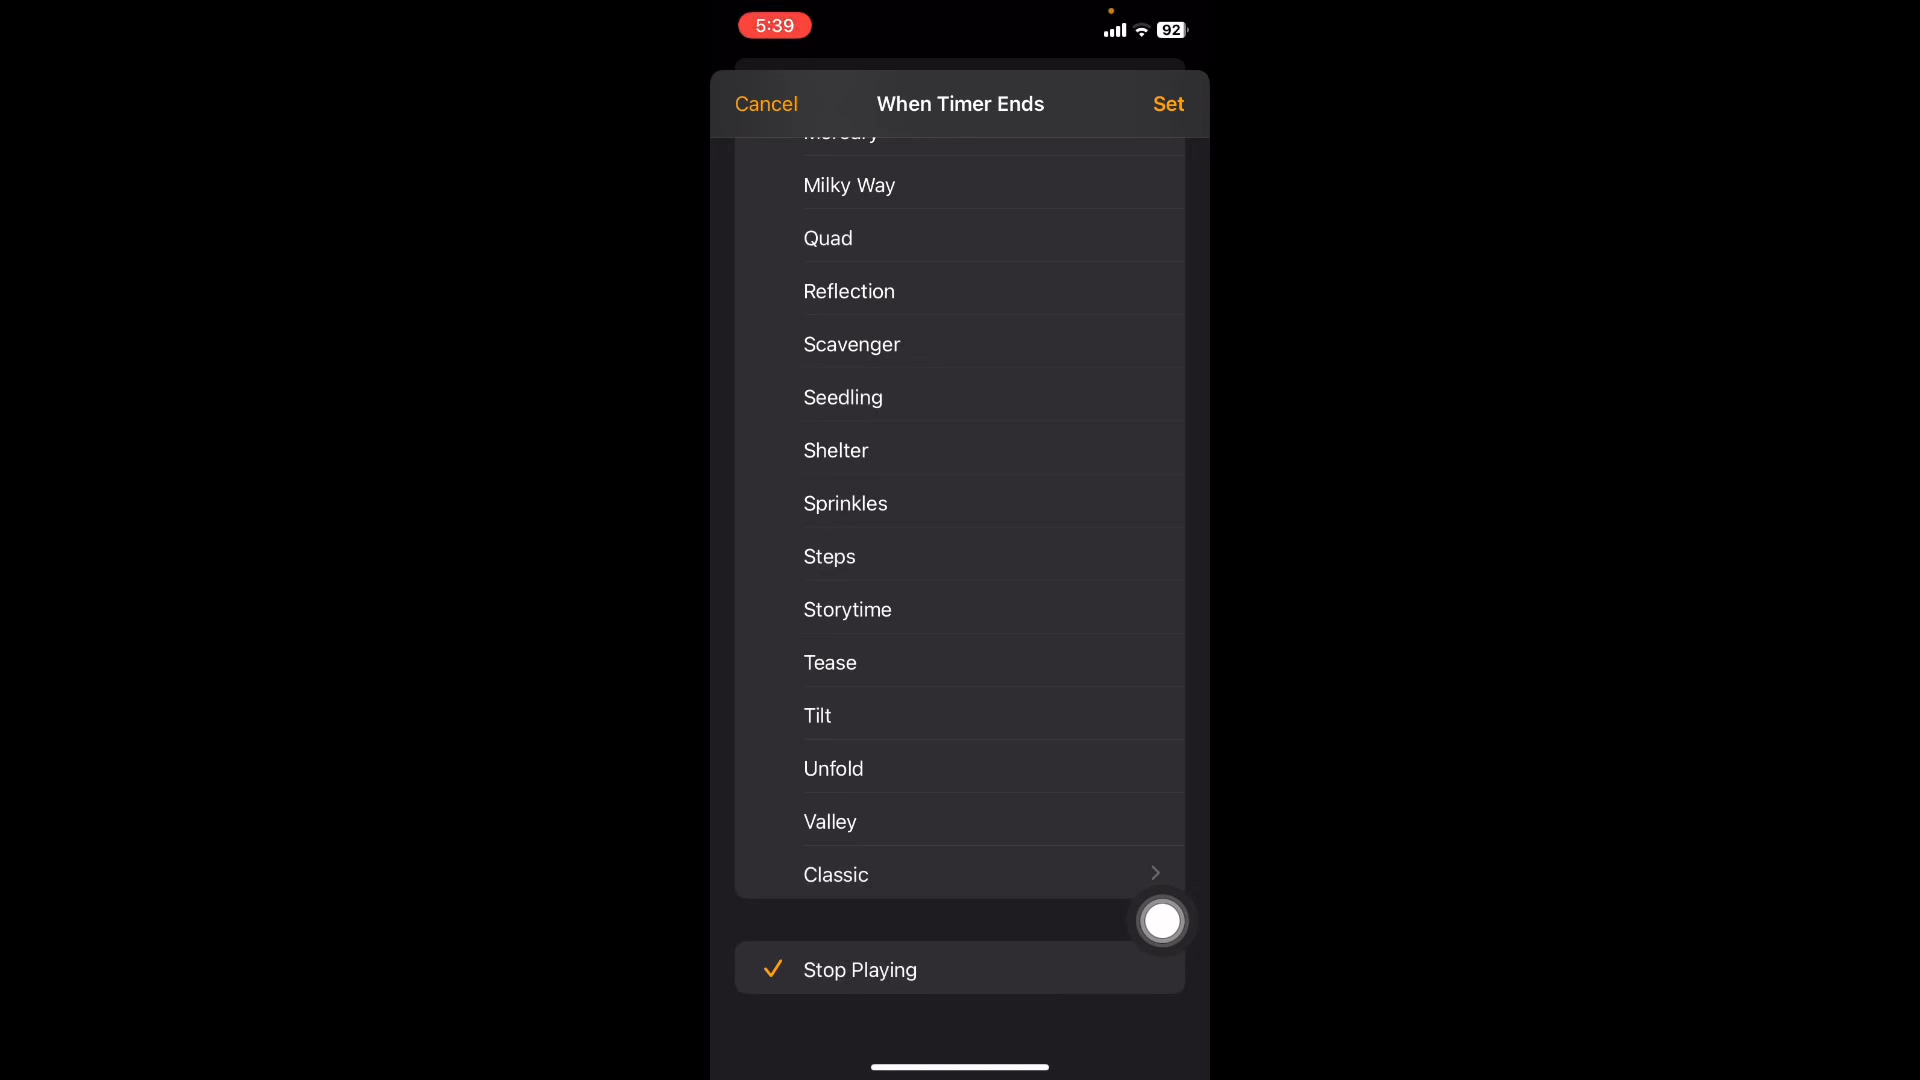 5:39
92
Cancel
When Timer Ends
Set
Milky Way
Quad
Reflection
Scavenger
Seedling
Shelter
Sprinkles
Steps
Storytime
Tease
Tilt
Unfold
Valley
Classic
Stop Playing